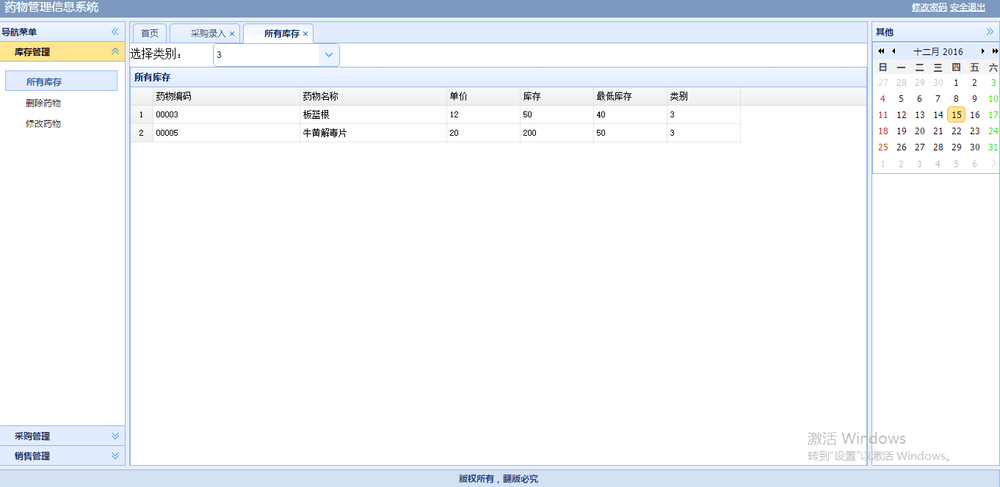 药物管理信息系统
修改密码 安全退出
导航菜单
库存管理
所有库存
删除药物
修改药物
采购管理
销售管理
首页 采购录入 所有库存
选择类别： 3
所有库存
药物编码 药物名称 单价 库存 最低库存 类别
1 00003 板蓝根 12 50 40 3
2 00005 牛黄解毒片 20 200 50 3
其他
十二月 2016
日 一 二 三 四 五 六
27 28 29 30 1 2 3
4 5 6 7 8 9 10
11 12 13 14 15 16 17
18 19 20 21 22 23 24
25 26 27 28 29 30 31
1 2 3 4 5 6 7
激活 Windows
转到"设置"以激活 Windows。
版权所有，翻版必究